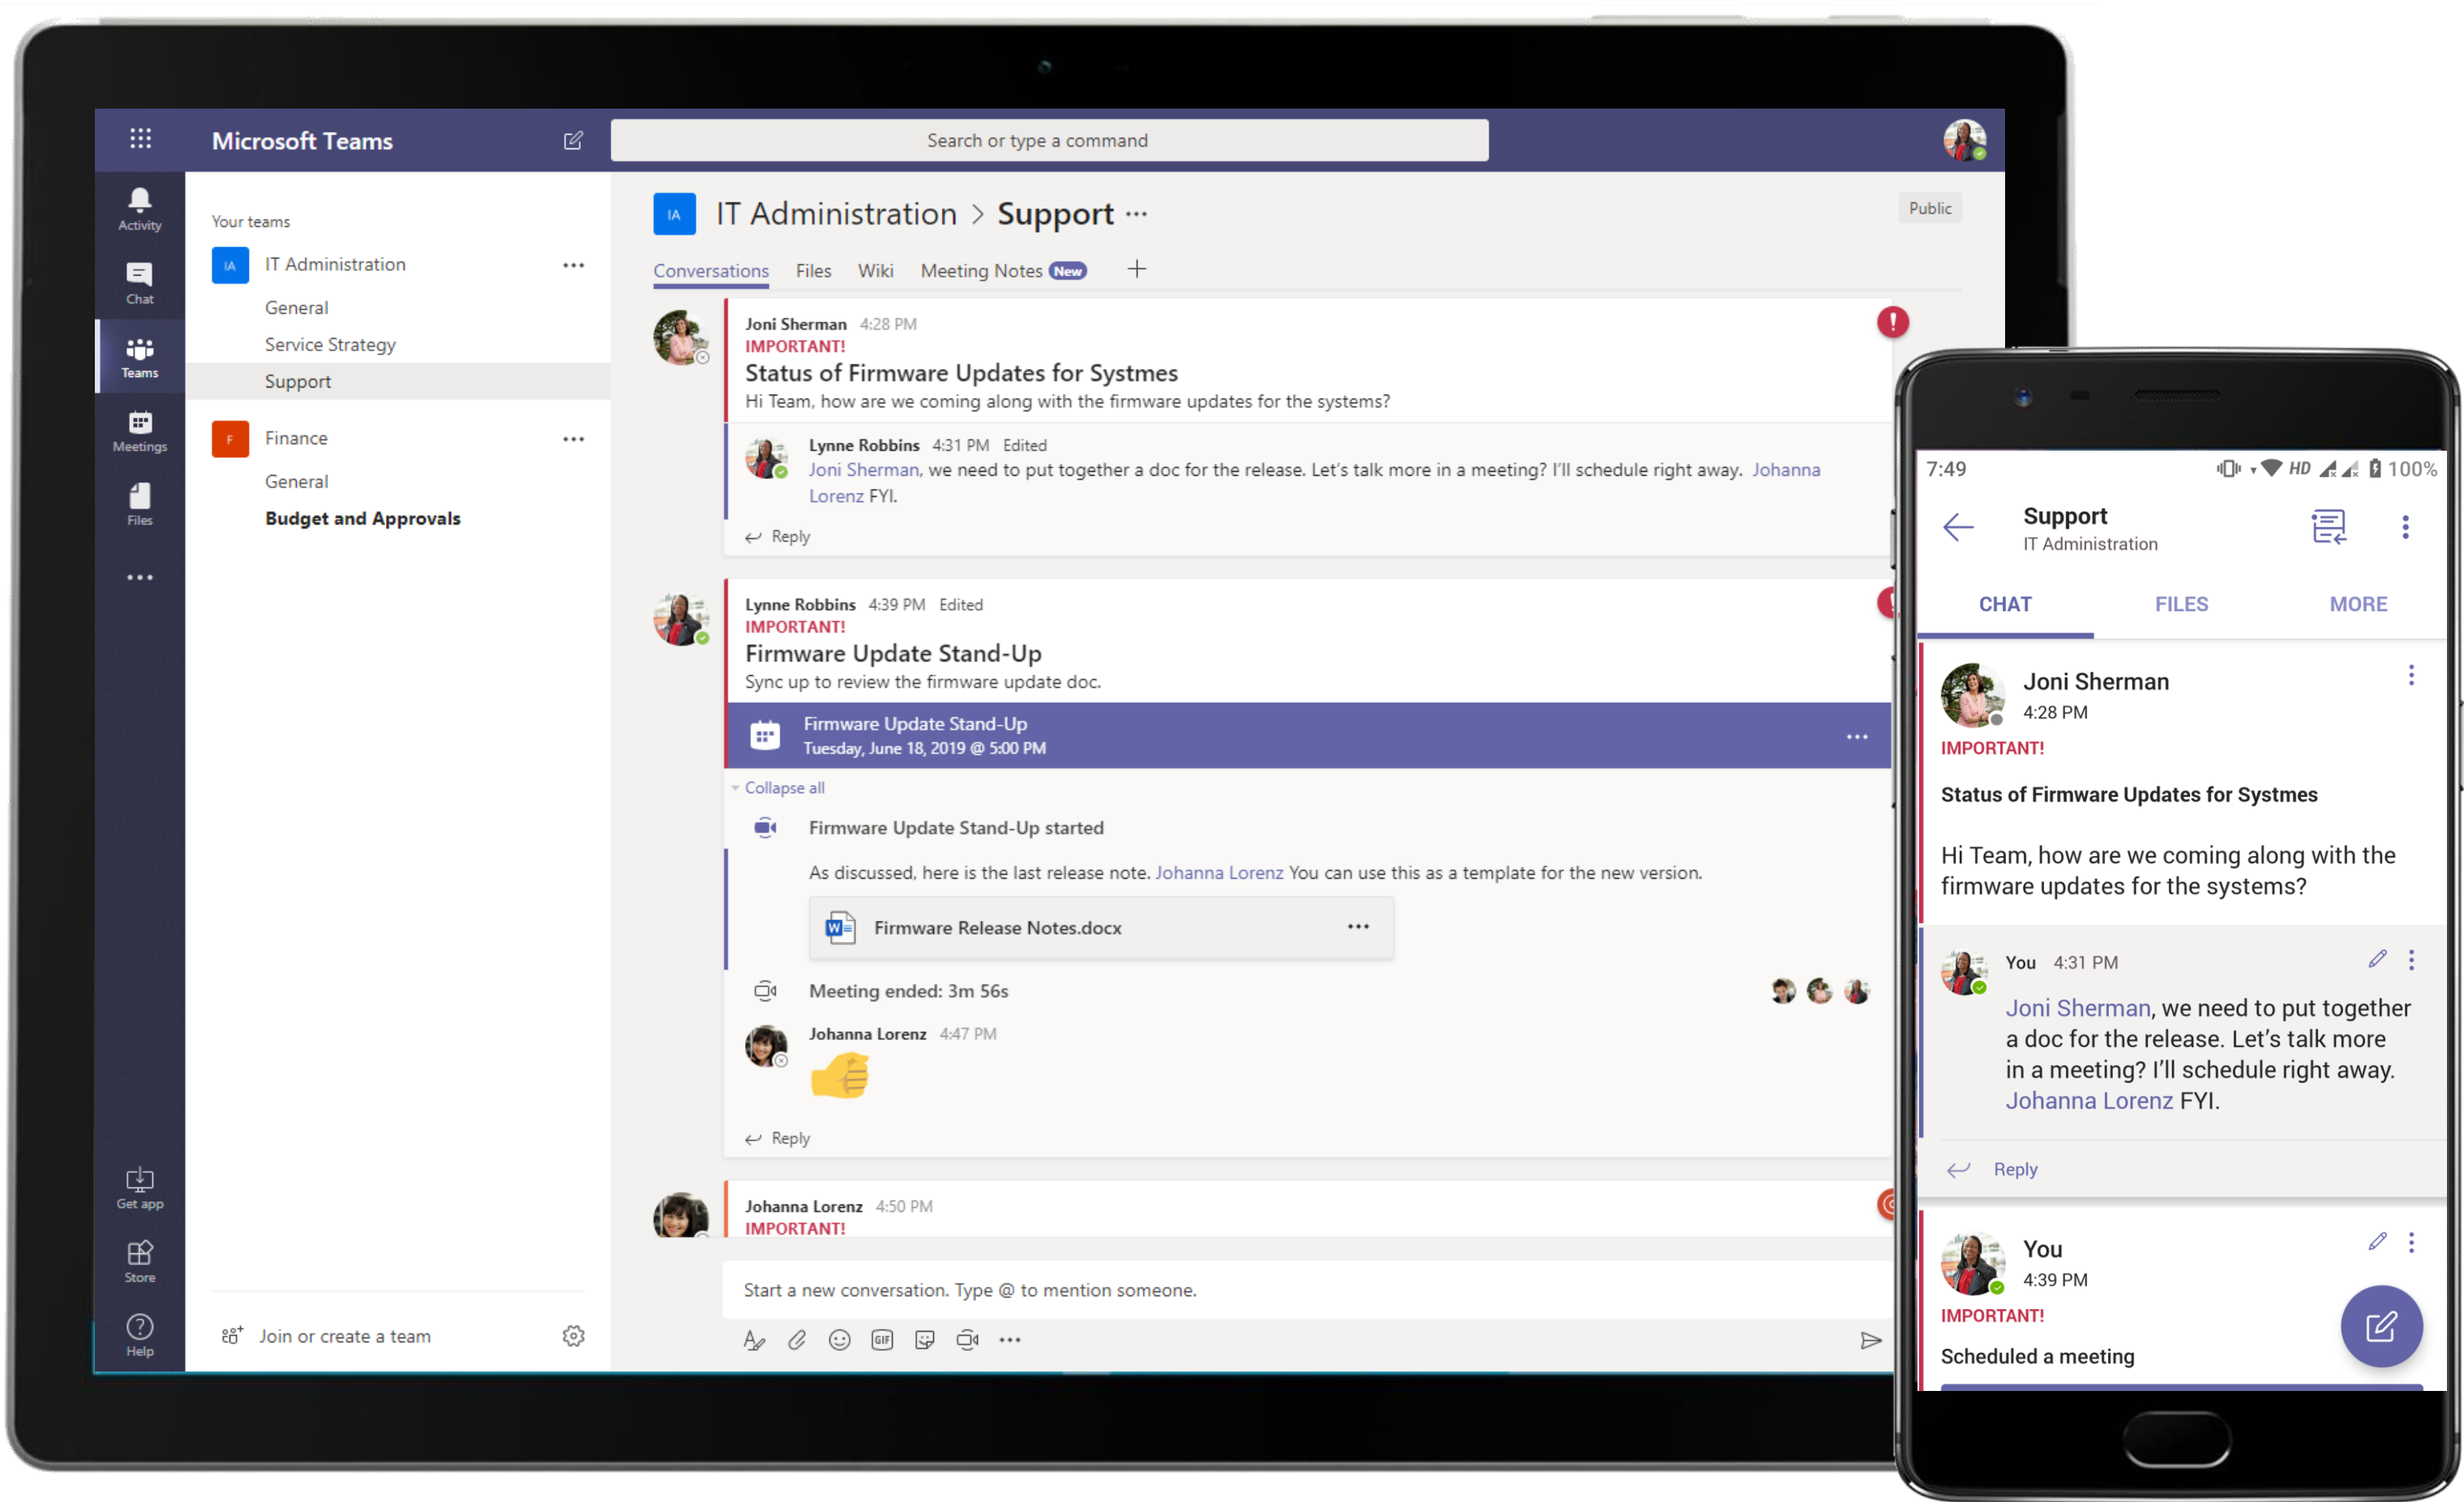 Microsoft Teams
Search or type a command
Activity
Chat
Teams
Meetings
Files
Get app
Store
Help
Your teams
IA IT Administration
General
Service Strategy
Support
F Finance
General
Budget and Approvals
Join or create a team
IA IT Administration > Support
Public
Conversations Files Wiki Meeting Notes New
Joni Sherman 4:28 PM
IMPORTANT!
Status of Firmware Updates for Systmes
Hi Team, how are we coming along with the firmware updates for the systems?
Lynne Robbins 4:31 PM Edited
Joni Sherman, we need to put together a doc for the release. Let's talk more in a meeting? I'll schedule right away. Johanna
Lorenz FYI.
Reply
Lynne Robbins 4:39 PM Edited
IMPORTANT!
Firmware Update Stand-Up
Sync up to review the firmware update doc.
Firmware Update Stand-Up
Tuesday, June 18, 2019 @ 5:00 PM
Collapse all
Firmware Update Stand-Up started
As discussed, here is the last release note. Johanna Lorenz You can use this as a template for the new version.
W Firmware Release Notes.docx
Meeting ended: 3m 56s
Johanna Lorenz 4:47 PM
Reply
Johanna Lorenz 4:50 PM
IMPORTANT!
Start a new conversation. Type @ to mention someone.
GIF
7:49 HD 100%
Support
IT Administration
CHAT FILES MORE
Joni Sherman
4:28 PM
IMPORTANT!
Status of Firmware Updates for Systmes
Hi Team, how are we coming along with the
firmware updates for the systems?
You 4:31 PM
Joni Sherman, we need to put together
a doc for the release. Let's talk more
in a meeting? I'll schedule right away.
Johanna Lorenz FYI.
Reply
You
4:39 PM
IMPORTANT!
Scheduled a meeting